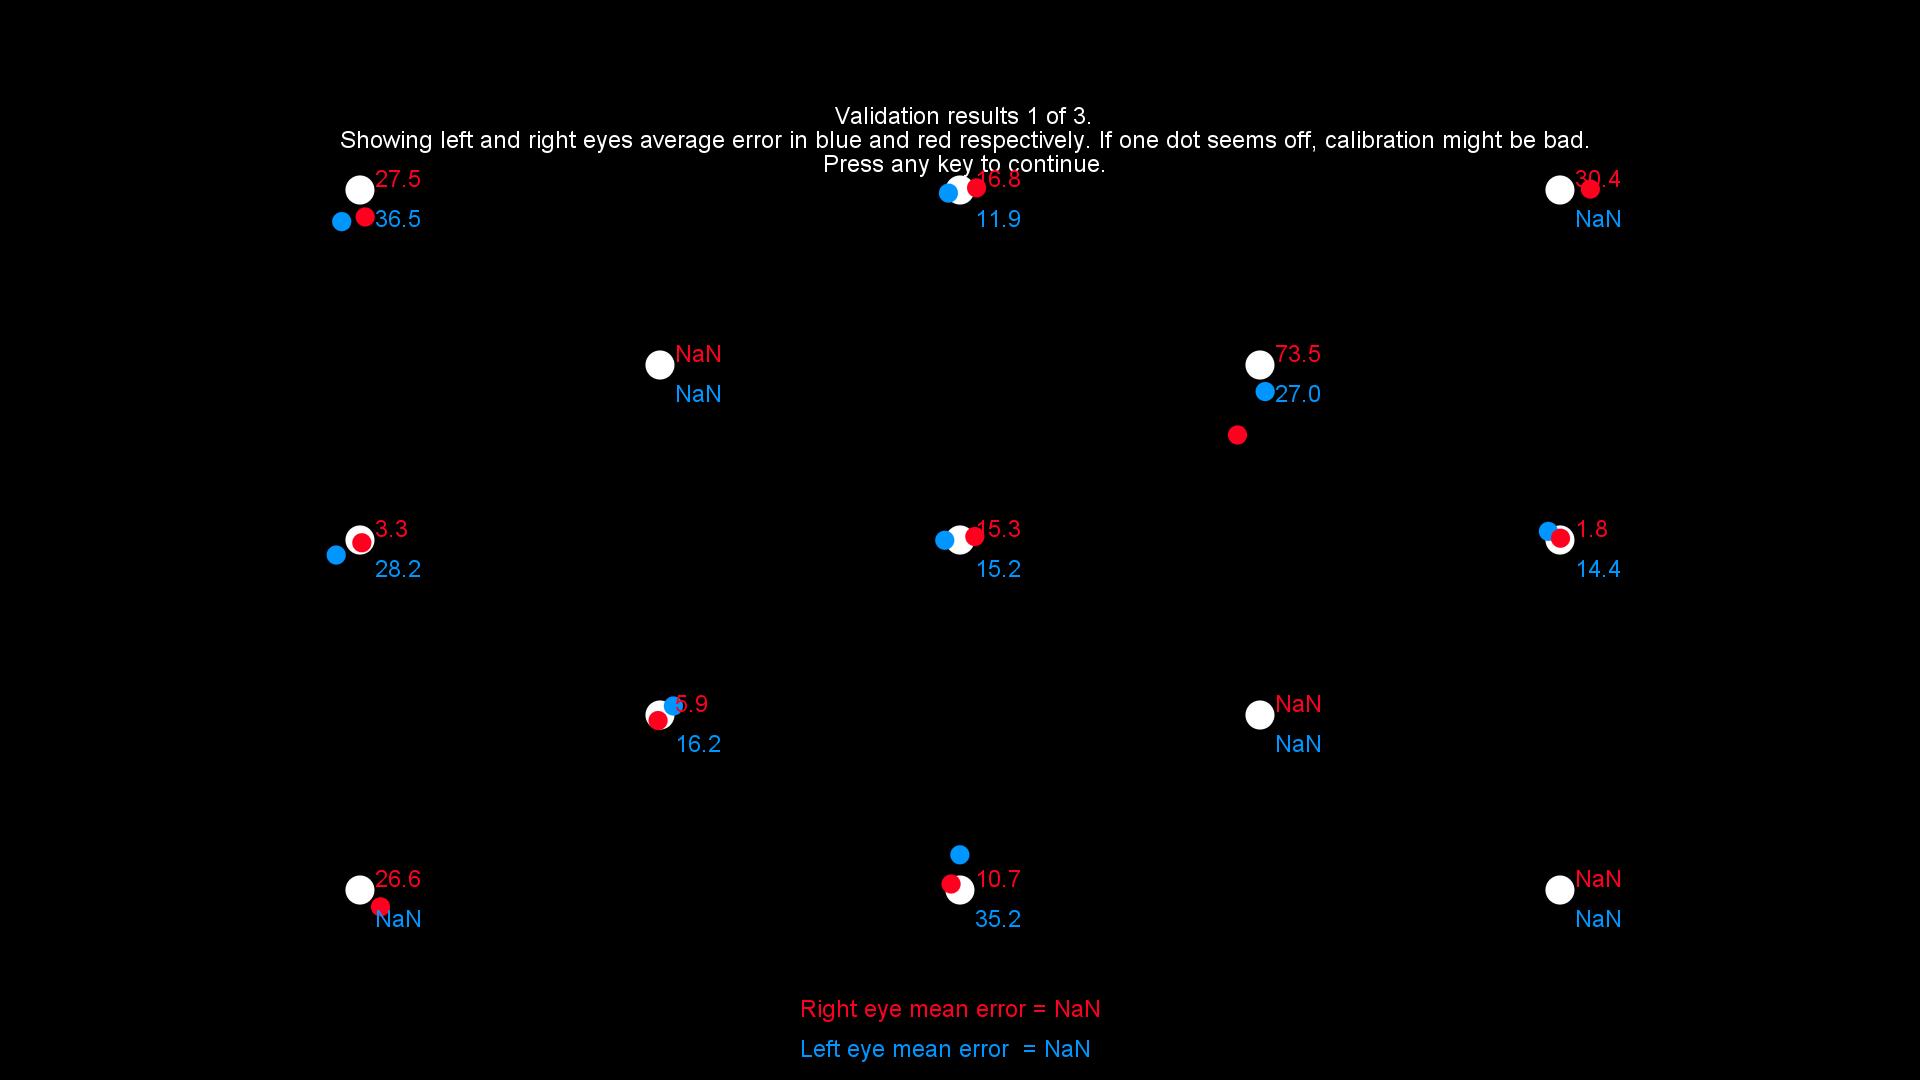 Validation results 1 of 3.
Showing left and right eyes average error in blue and red respectively. If one dot seems off, calibration might be bad.
Press any key to continue.
27.5
16.8
30.4
36.5
11.9
NaN
NaN
73.5
NaN
27.0
3.3
15.3
1.8
28.2
15.2
14.4
5.9
NaN
16.2
NaN
26.6
10.7
NaN
NaN
35.2
NaN
Right eye mean error = NaN
Left eye mean error  = NaN